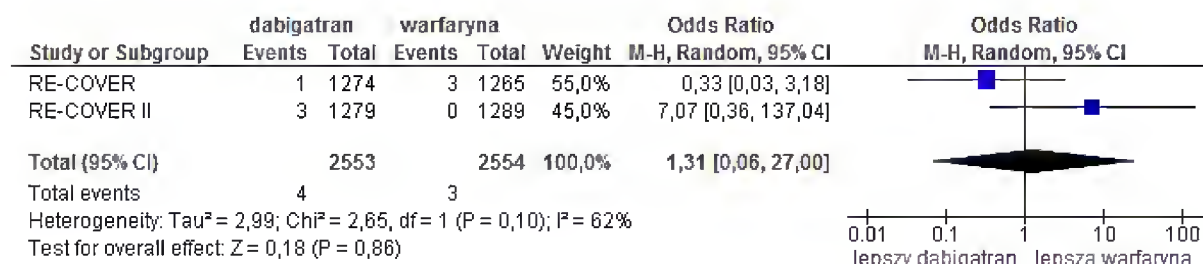 dabigatran warfaryna Odds Ratio Odds Ratio
Study or Subgroup Events Total Events Total Weight M-H, Random, 95% CI M-H, Random, 95% CI
RE-COVER 1 1274 3 1265 55,0% 0,33 [0,03, 3,18]
RE-COVER II 3 1279 0 1289 45,0% 7,07 [0,36, 137,04]
Total (95% CI) 2553 2554 100,0% 1,31 [0,06, 27,00]
Total events 4 3
Heterogeneity: Tau² = 2,99; Chi² = 2,65, df = 1 (P = 0,10); I² = 62%
Test for overall effect: Z = 0,18 (P = 0,86)
0.01 0.1 1 10 100
lepszy dabigatran lepsza warfaryna